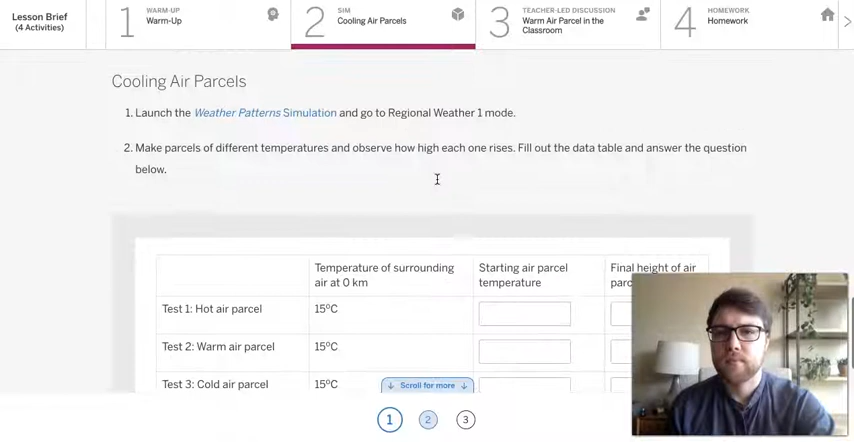 Lesson Brief
(4 Activities)
1
WARM-UP
Warm-Up
2
SIM
Cooling Air Parcels
3
TEACHER-LED DISCUSSION
Warm Air Parcel in the
Classroom
4
HOMEWORK
Homework
Cooling Air Parcels
1. Launch the Weather Patterns Simulation and go to Regional Weather 1 mode.
2. Make parcels of different temperatures and observe how high each one rises. Fill out the data table and answer the question
below.
Temperature of surrounding
air at 0 km
Starting air parcel
temperature
Final height of air
Test 1: Hot air parcel
15°C
Test 2: Warm air parcel
15°C
Test 3: Cold air parcel
15°C
Scroll for more
1
2
3